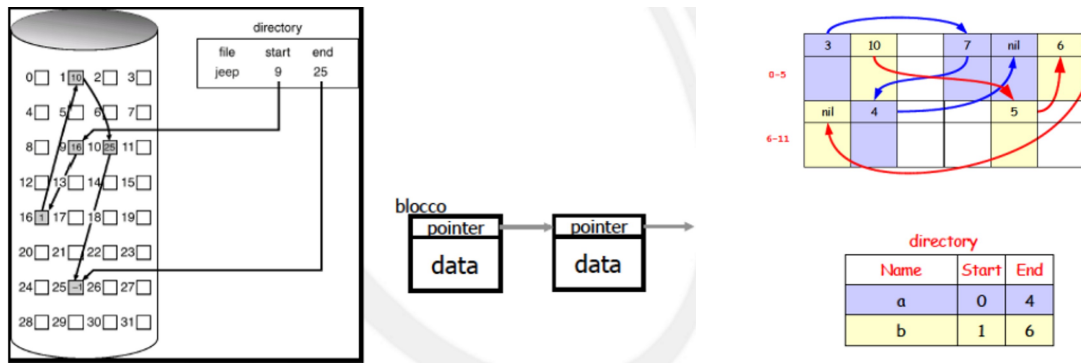 directory
file start end
jeep 9 25
0 1 10 2 3
4 5 6 7
8 9 16 10 25 11
12 13 14 15
16 1 17 18 19
20 21 22 23
24 25 -1 26 27
28 29 30 31
blocco
pointer pointer
data data
3 10 7 nil 6
0-5
nil 4 5
6-11
directory
Name Start End
a 0 4
b 1 6